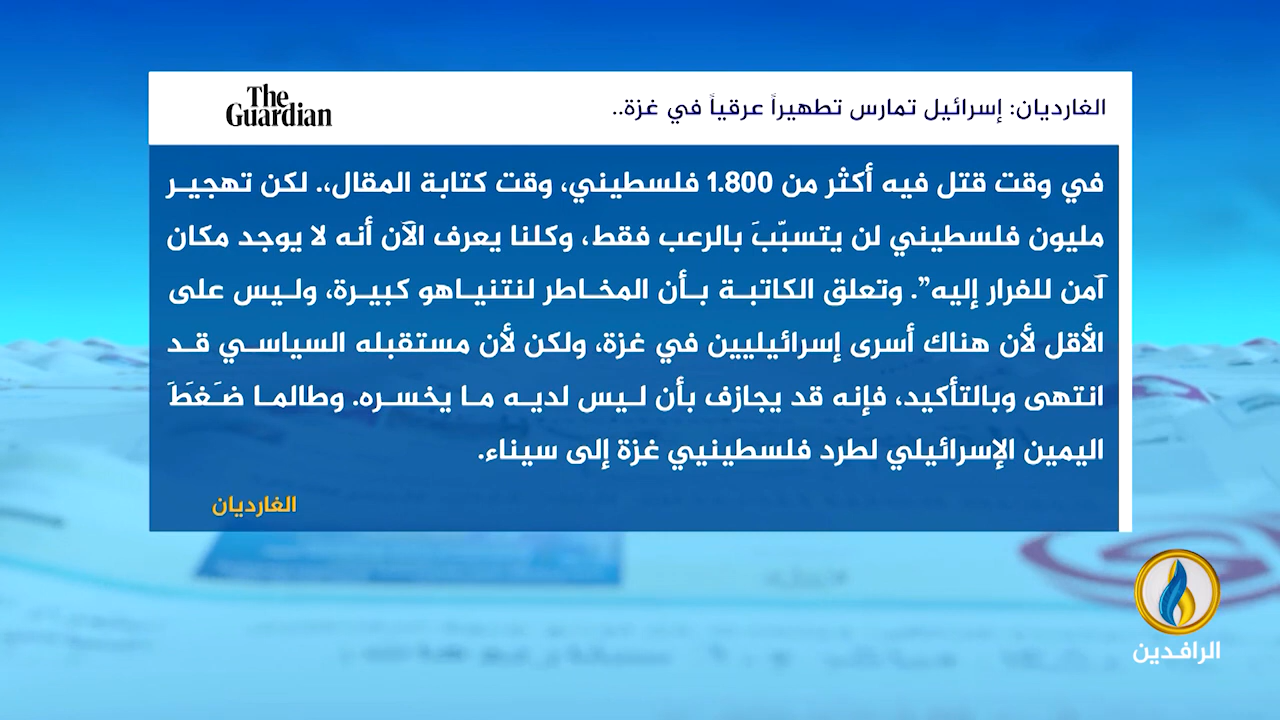 The Guardian
الغارديان: إسرائيل تمارس تطهيراً عرقياً في غزة..
في وقت قتل فيه أكثر من 1.800 فلسطيني، وقت كتابة المقال،. لكن تهجير
مليون فلسطيني لن يتسبّبَ بالرعب فقط، وكلنا يعرف الآن أنه لا يوجد مكان
آمن للفرار إليه”. وتعلق الكاتبة بأن المخاطر لنتنياهو كبيرة، وليس على
الأقل لأن هناك أسرى إسرائيليين في غزة، ولكن لأن مستقبله السياسي قد
انتهى وبالتأكيد، فإنه قد يجازف بأن ليس لديه ما يخسره. وطالما ضَغَطَ
اليمين الإسرائيلي لطرد فلسطينيي غزة إلى سيناء.
الغارديان
الرافدين